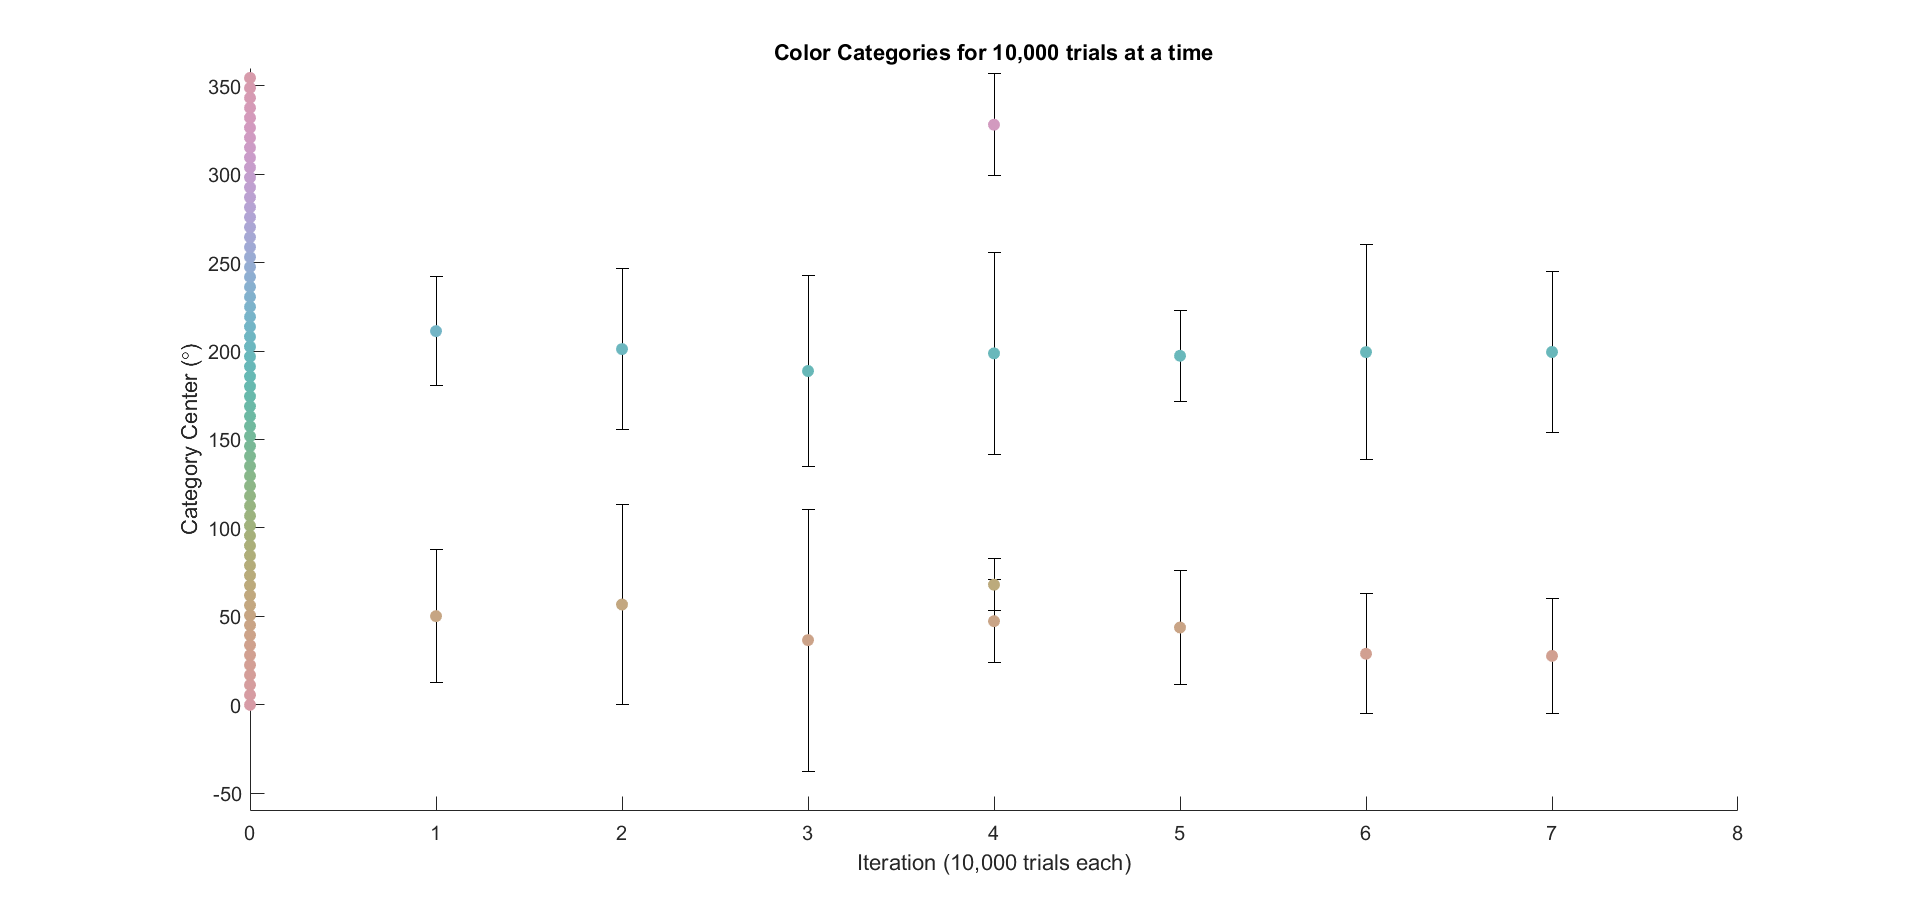 Color Categories for 10,000 trials at a time
350
300
250
200
150
100
50
0
-50
Category Center (°)
0 1 2 3 4 5 6 7 8
Iteration (10,000 trials each)